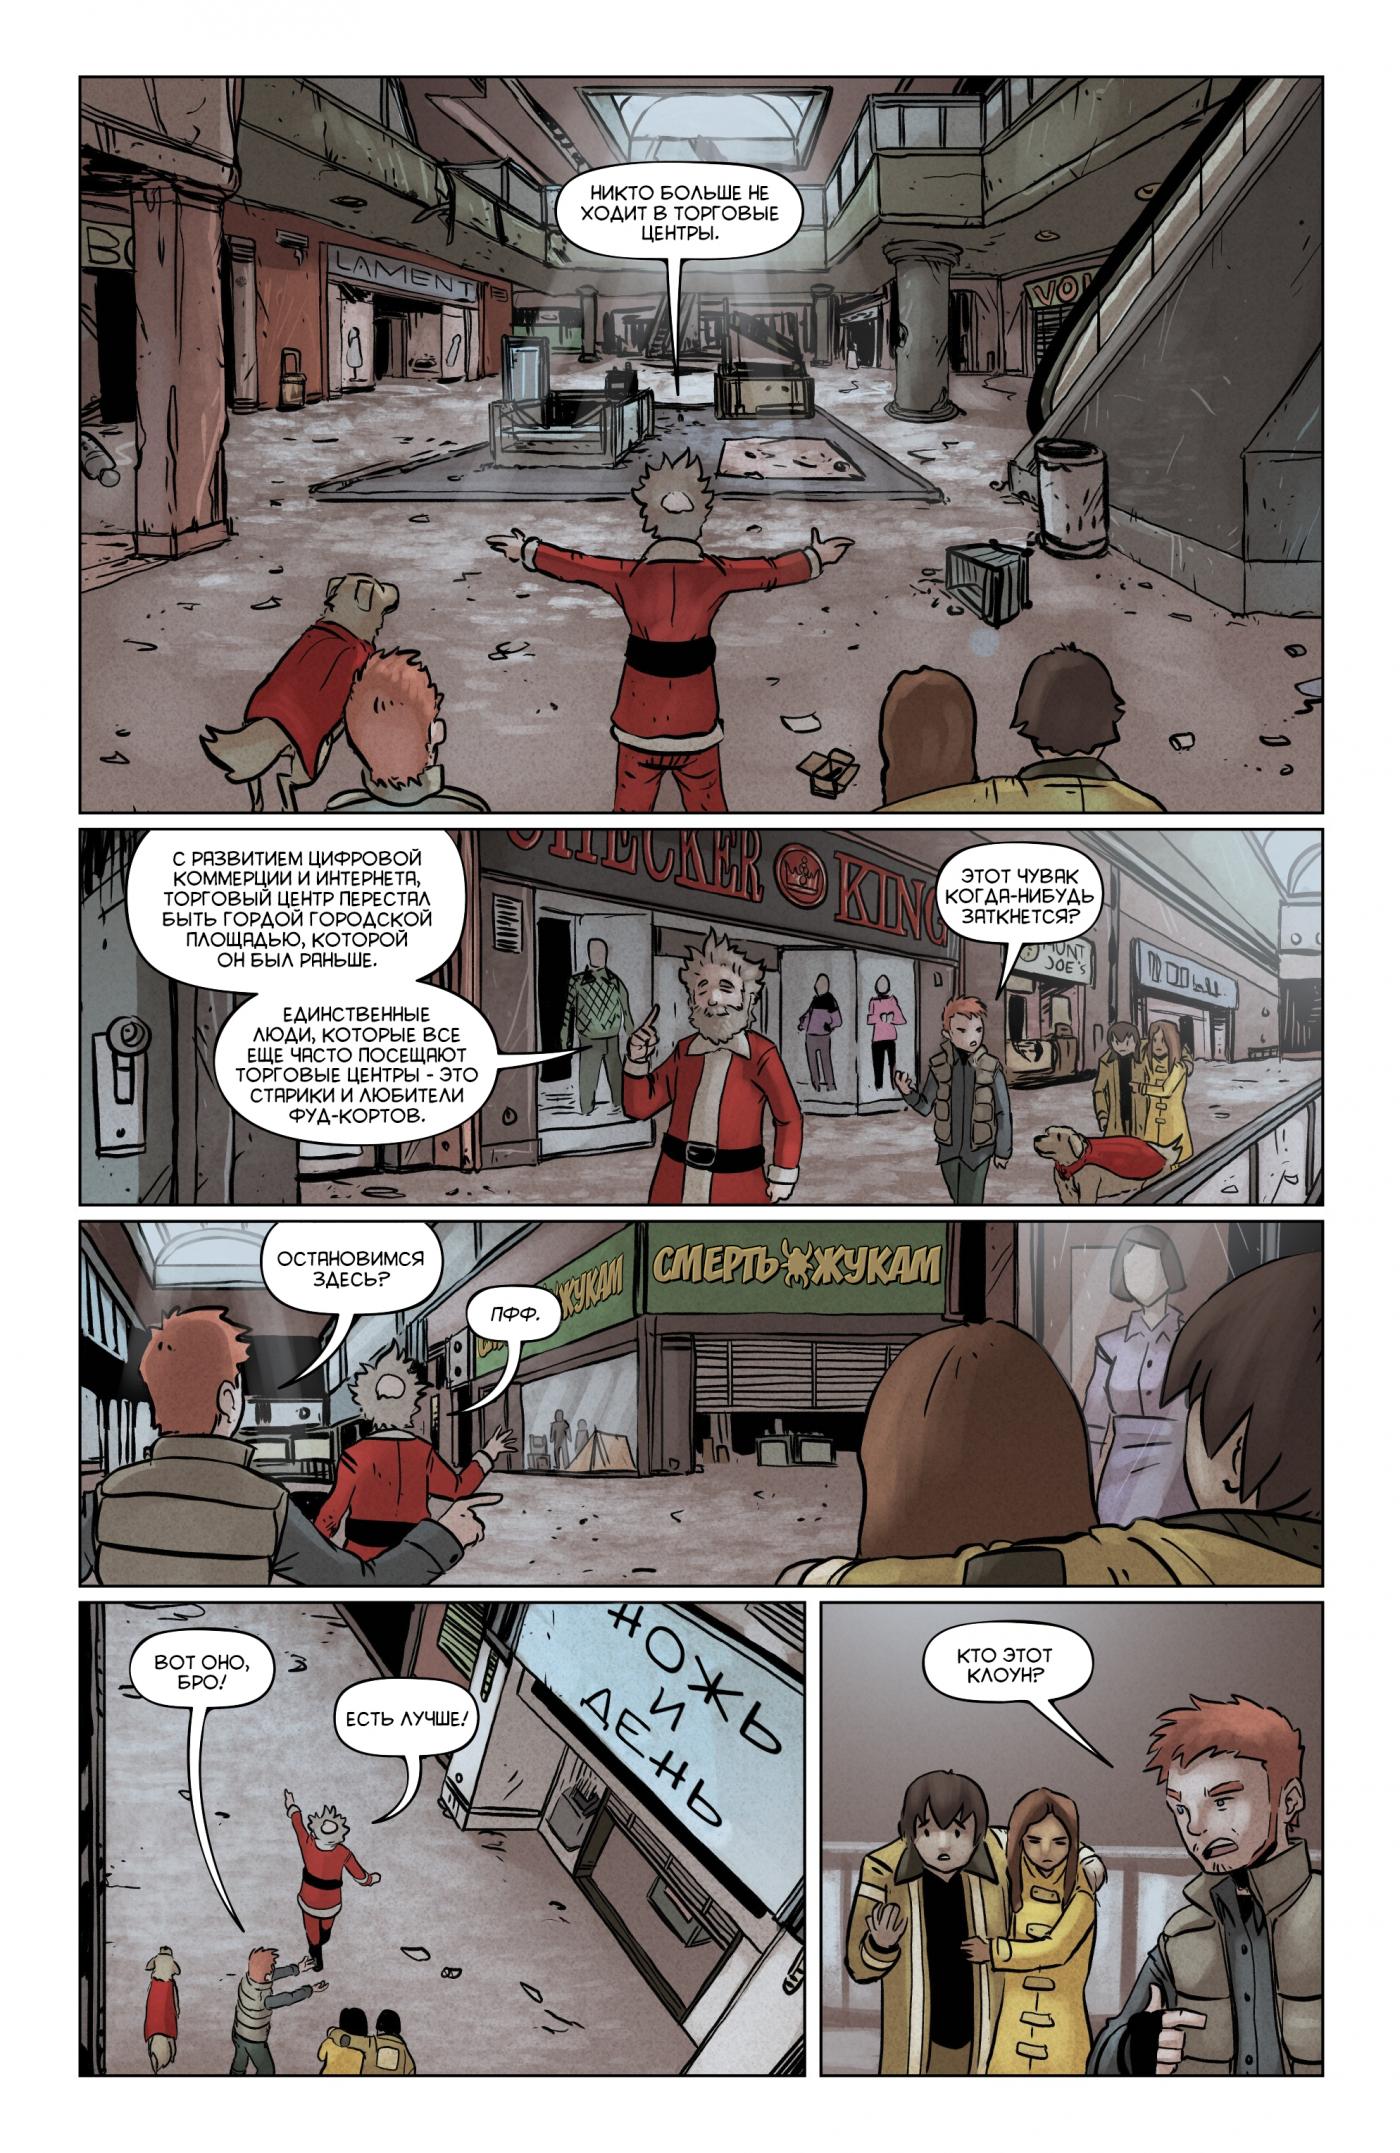 НИКТО БОЛЬШЕ НЕ
ХОДИТ В ТОРГОВЫЕ
ЦЕНТРЫ.
LAMENT
С РАЗВИТИЕМ ЦИФРОВОЙ
КОММЕРЦИИ И ИНТЕРНЕТА,
ТОРГОВЫЙ ЦЕНТР ПЕРЕСТАЛ
БЫТЬ ГОРДОЙ ГОРОДСКОЙ
ПЛОЩАДЬЮ, КОТОРОЙ
ОН БЫЛ РАНЬШЕ.
ЕДИНСТВЕННЫЕ
ЛЮДИ, КОТОРЫЕ ВСЕ
ЕЩЕ ЧАСТО ПОСЕЩАЮТ
ТОРГОВЫЕ ЦЕНТРЫ - ЭТО
СТАРИКИ И ЛЮБИТЕЛИ
ФУД-КОРТОВ.
CHECKER KING
ЭТОТ ЧУВАК
КОГДА-НИБУДЬ
ЗАТКНЕТСЯ?
JOE'S
ОСТАНОВИМСЯ
ЗДЕСЬ?
ПФФ.
ЖУКАМ
СМЕРТЬ ЖУКАМ
ВОТ ОНО,
БРО!
ЕСТЬ ЛУЧШЕ!
НОЖЬ
И
ДЕНЬ
КТО ЭТОТ
КЛОУН?